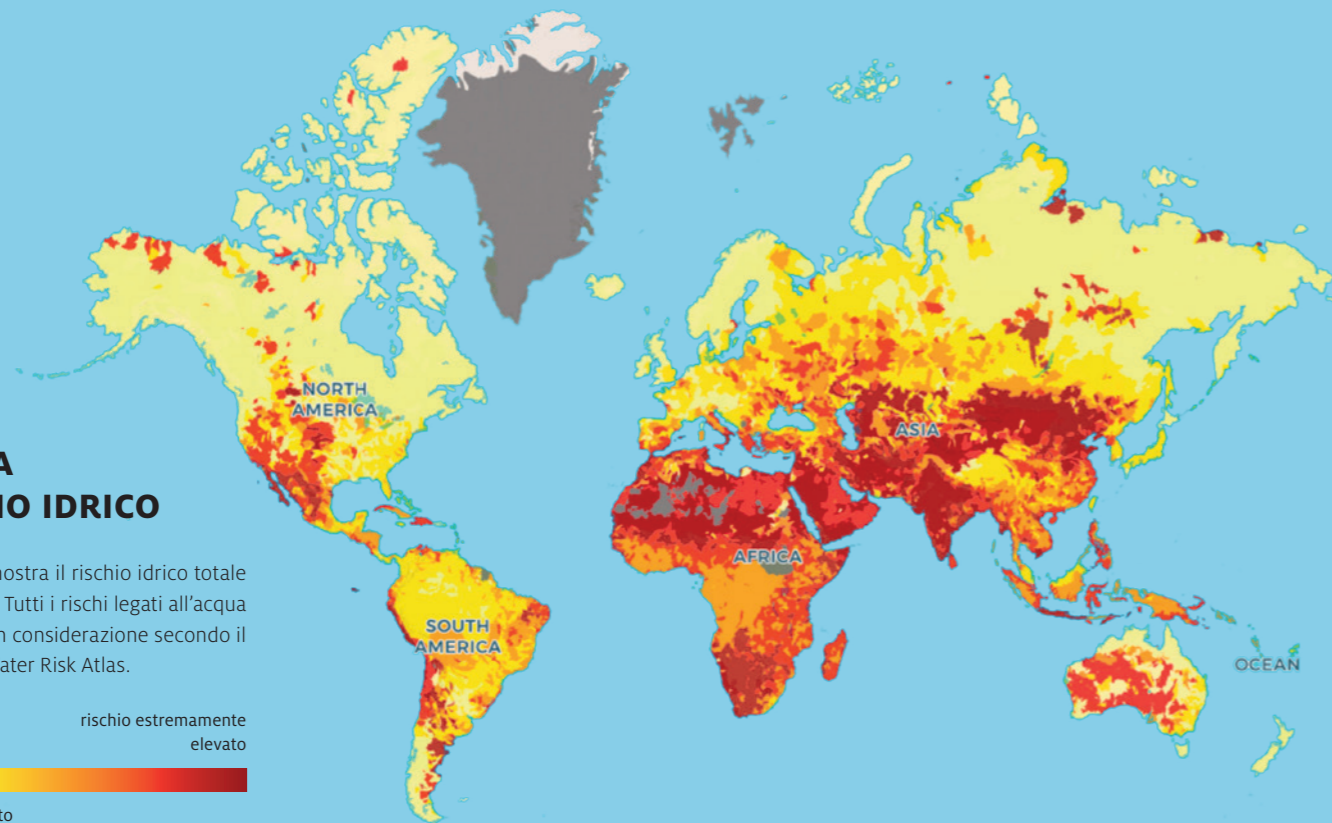 NORTH
AMERICA
ASIA
A
IO IDRICO
AFRICA
nostra il rischio idrico totale
Tutti i rischi legati all'acqua
n considerazione secondo il
ater Risk Atlas.
SOUTH
AMERICA
OCEAN
rischio estremamente
elevato
to